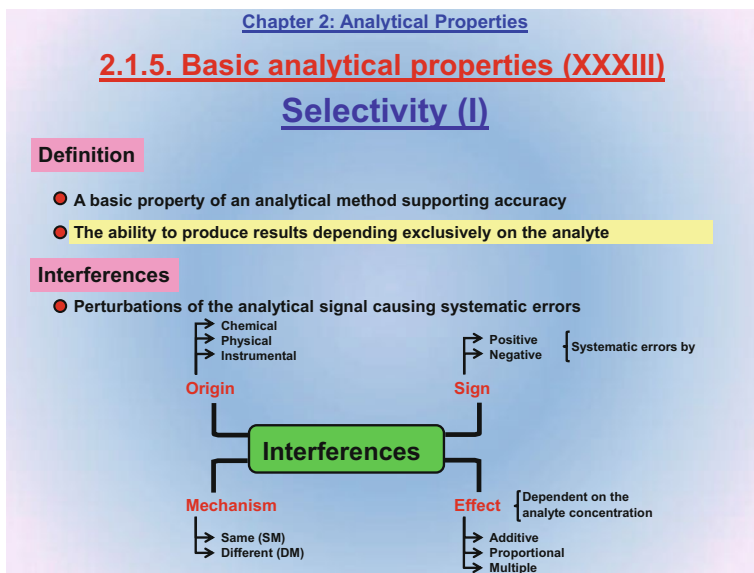 Chapter 2: Analytical Properties
2.1.5. Basic analytical properties (XXXIII)
Selectivity (I)
Definition
A basic property of an analytical method supporting accuracy
The ability to produce results depending exclusively on the analyte
Interferences
Perturbations of the analytical signal causing systematic errors
Chemical
Physical
Instrumental
Origin
Positive
Negative
Systematic errors by
Sign
Interferences
Mechanism
Same (SM)
Different (DM)
Effect
Dependent on the
analyte concentration
Additive
Proportional
Multiple